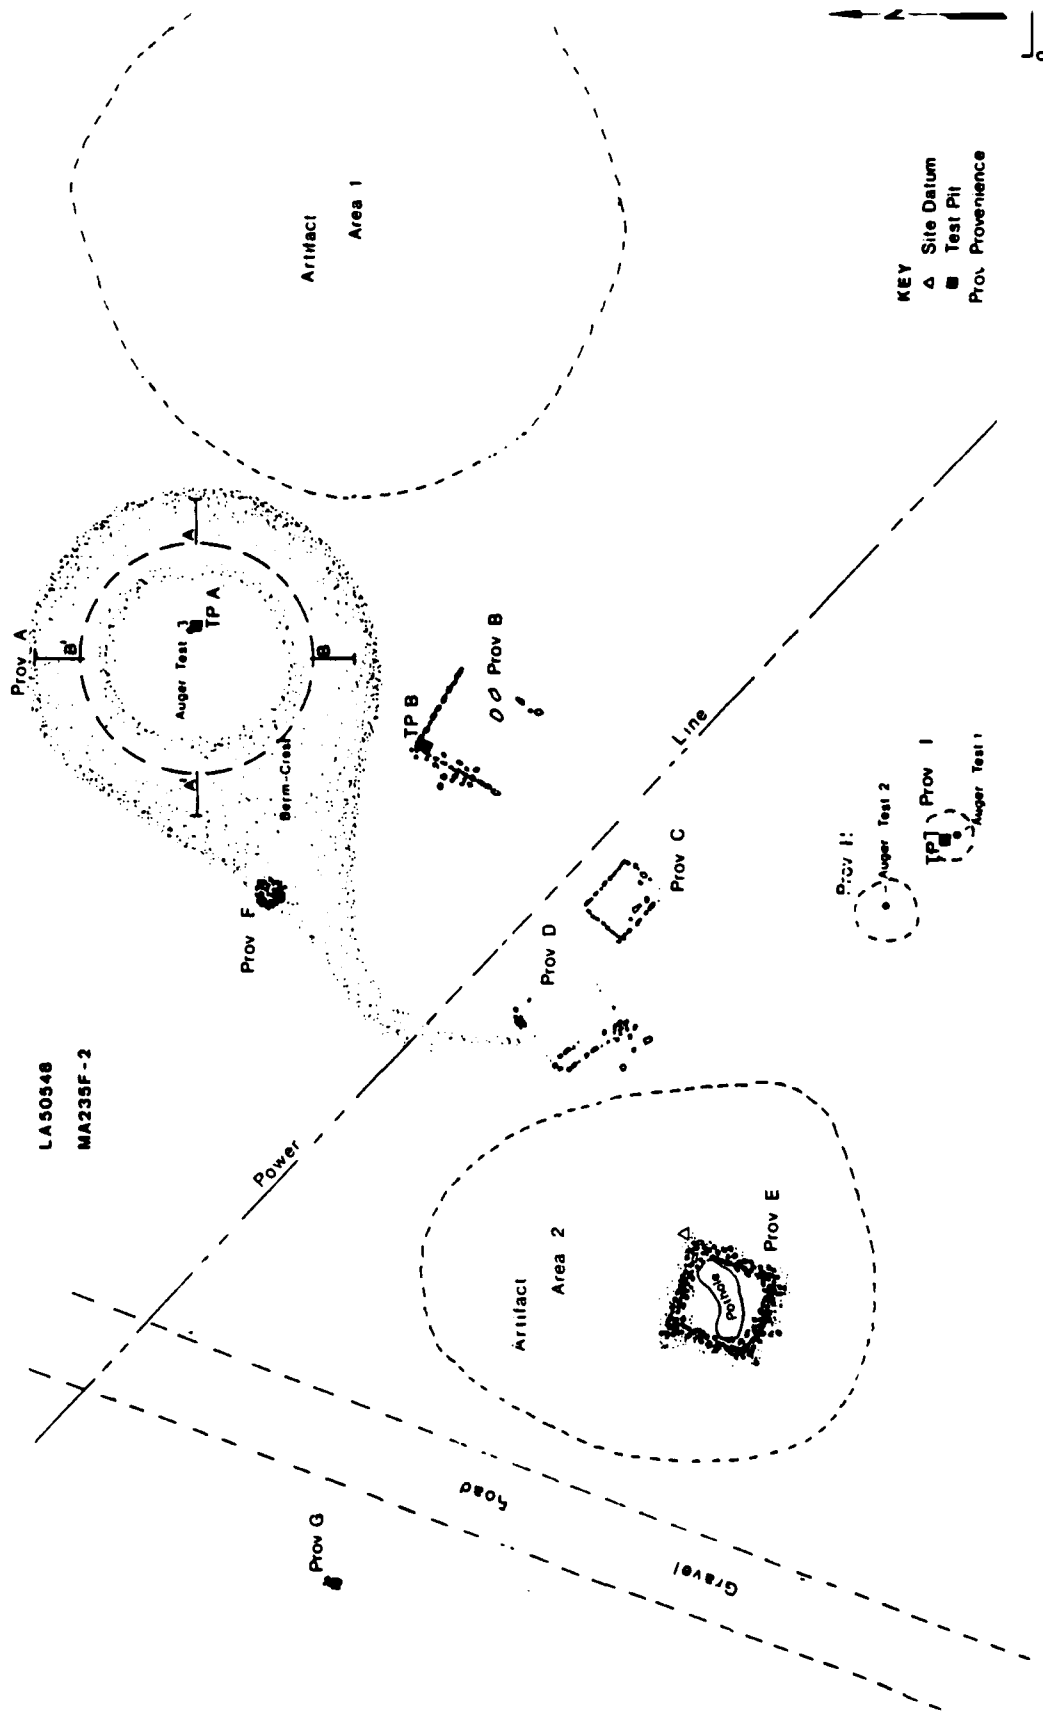 LA50548
MA235F-2
Prov G
Power
Line
Gravel
Road
Artifact
Area 2
Pothole
Prov E
Prov F
Prov D
Prov C
Prov A
A'
A
B'
B
Auger Test 3
TP A
Berm-Crest
TP B
Prov B
Artifact
Area 1
Auger Test 2
TP I
Prov I
Auger Test 1
KEY
Site Datum
Test Pit
Prov Provenience
N
0